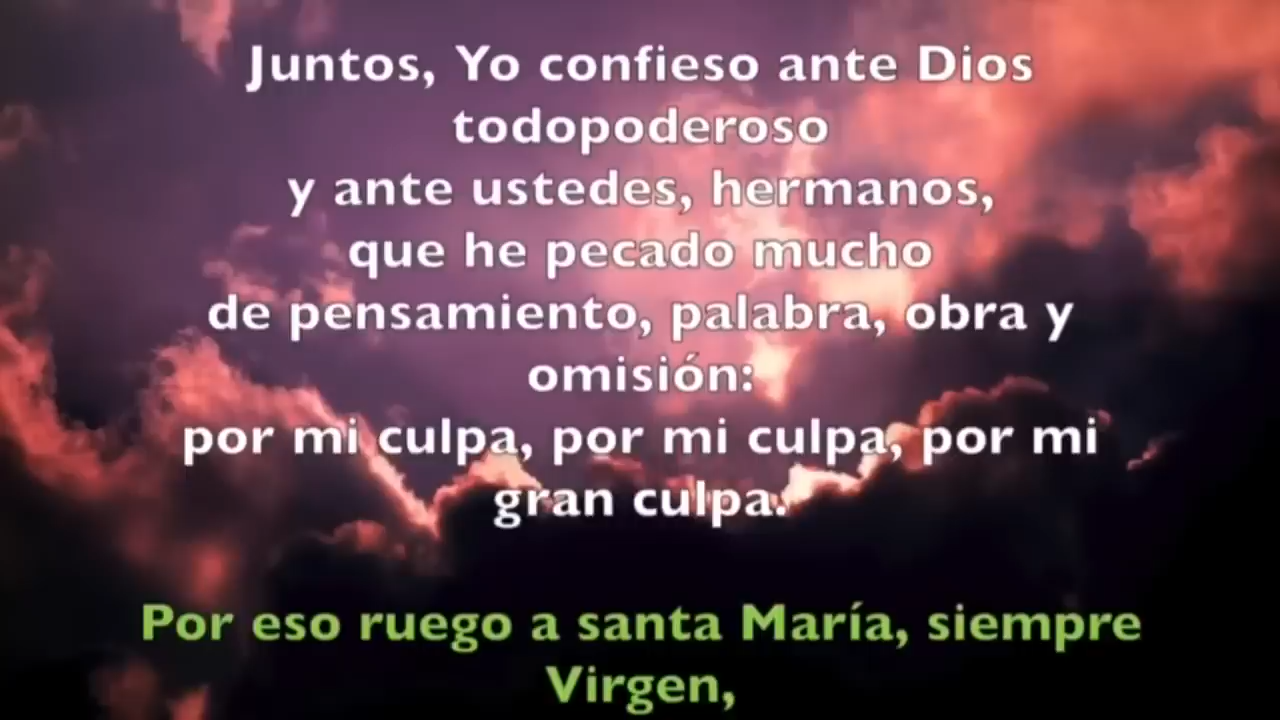 Juntos, Yo confieso ante Dios
todopoderoso
y ante ustedes, hermanos,
que he pecado mucho
de pensamiento, palabra, obra y
omisión:
por mi culpa, por mi culpa, por mi
gran culpa.
Por eso ruego a santa María, siempre
Virgen,